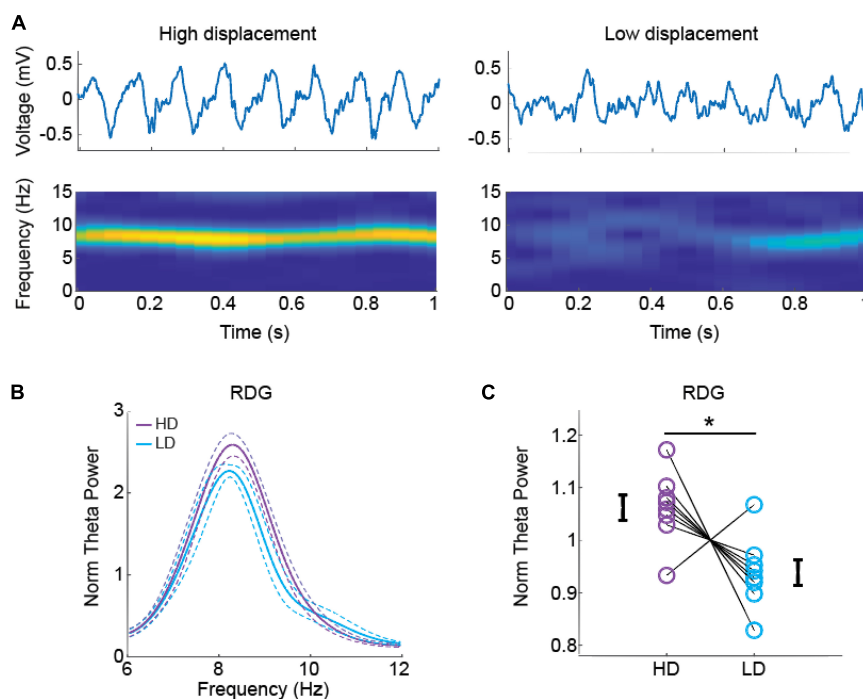 A
High displacement
Low displacement
Voltage (mV)
0.5
0
-0.5
0.5
0
-0.5
Frequency (Hz)
15
10
5
0
15
10
5
0
0 0.2 0.4 0.6 0.8 1
0 0.2 0.4 0.6 0.8 1
Time (s)
Time (s)
B
RDG
HD
LD
Norm Theta Power
3
2
1
0
6 8 10 12
Frequency (Hz)
C
RDG
*
Norm Theta Power
1.2
1.1
1
0.9
0.8
HD LD